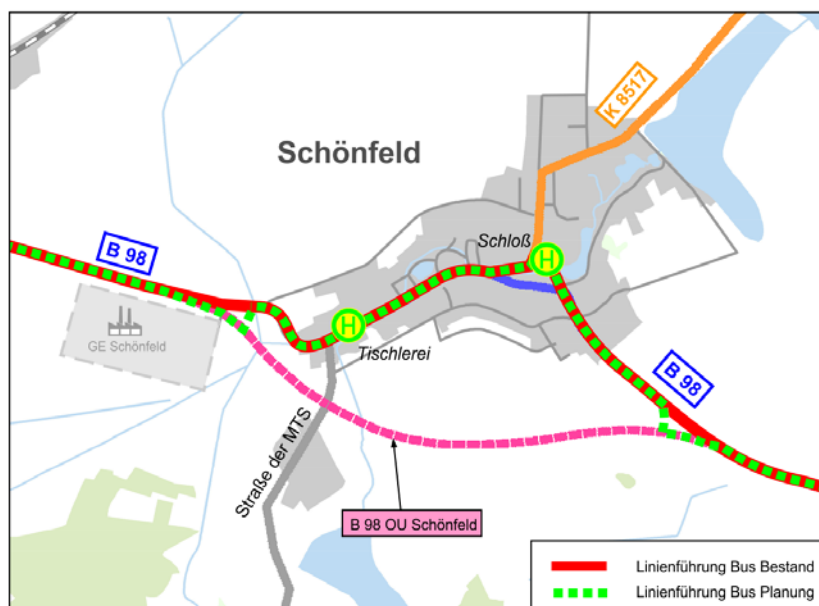 K 8517
Schönfeld
Schloß
B 98
H
H
GE Schönfeld
Tischlerei
B 98
Straße der MTS
B 98 OU Schönfeld
Linienführung Bus Bestand
Linienführung Bus Planung